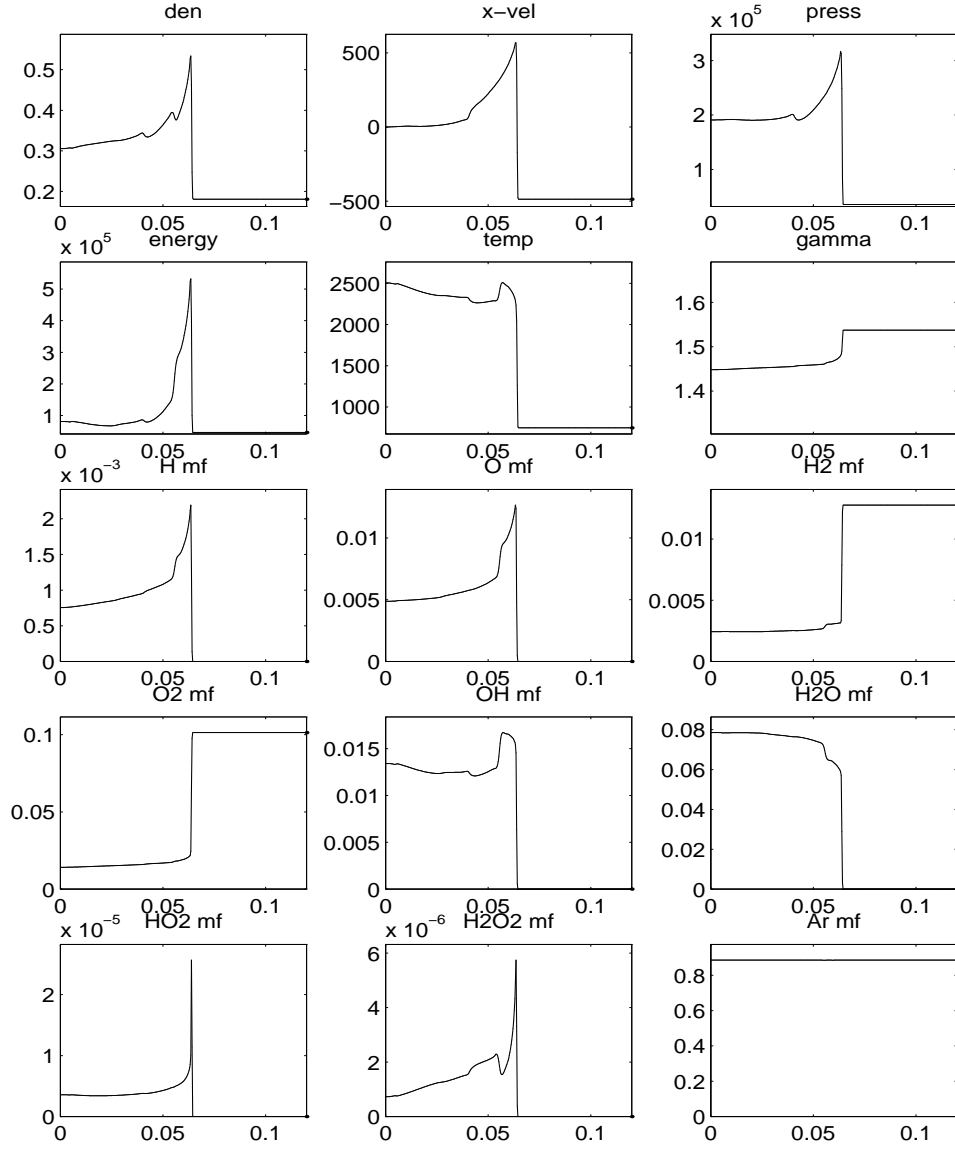 den x−vel press
x 10^5
0.5 500 3
0.4
0.3 0 2
0.2 −500 1
0 0.05 0.1 0 0.05 0.1 0 0.05 0.1
energy temp gamma
x 10^5
5 2500 1.6
4 2000
3 1500 1.5
2
1 1000 1.4
0 0.05 0.1 0 0.05 0.1 0 0.05 0.1
H mf O mf H2 mf
x 10^−3
2 0.01 0.01
1.5
1 0.005 0.005
0.5
0 0 0
0 0.05 0.1 0 0.05 0.1 0 0.05 0.1
O2 mf OH mf H2O mf
0.1 0.015 0.08
0.06
0.05 0.01 0.04
0.005 0.02
0 0 0
0 0.05 0.1 0 0.05 0.1 0 0.05 0.1
HO2 mf H2O2 mf Ar mf
x 10^−5 x 10^−6
2 6 0.8
4 0.6
1 2 0.4
0.2
0 0 0
0 0.05 0.1 0 0.05 0.1 0 0.05 0.1